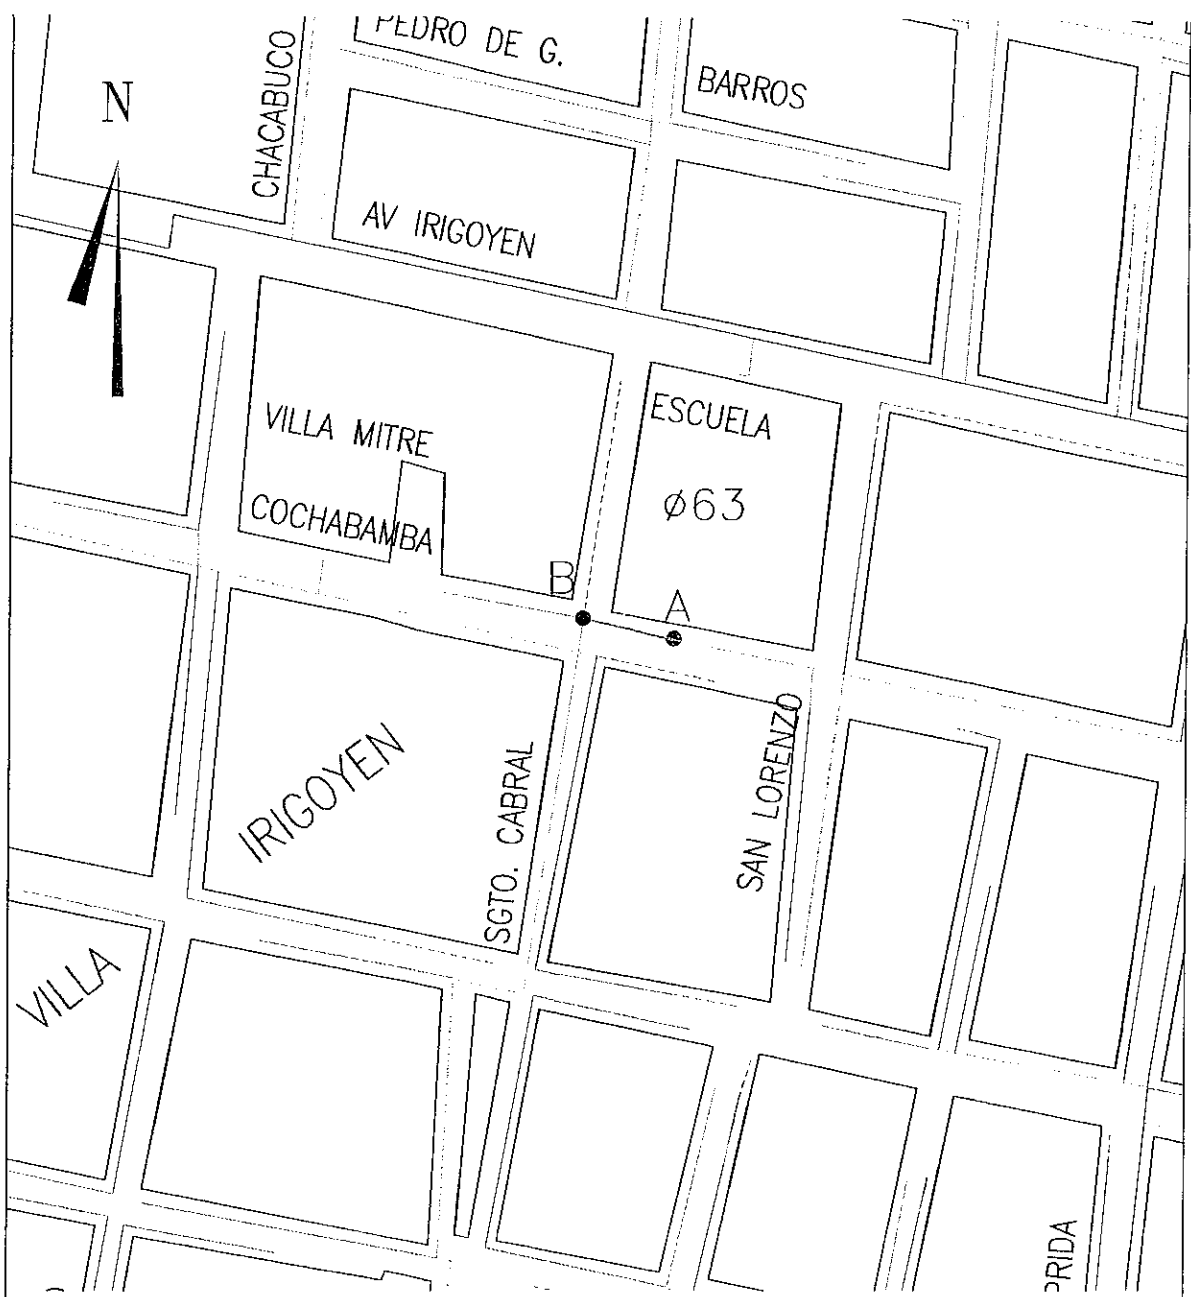 PEDRO DE G.
CHACABUCO
N
BARROS
AV IRIGOYEN
VILLA MITRE
ESCUELA
COCHABAMBA
ø63
B
A
SAN LORENZO
IRIGOYEN
SGTO. CABRAL
VILLA
PRIDA